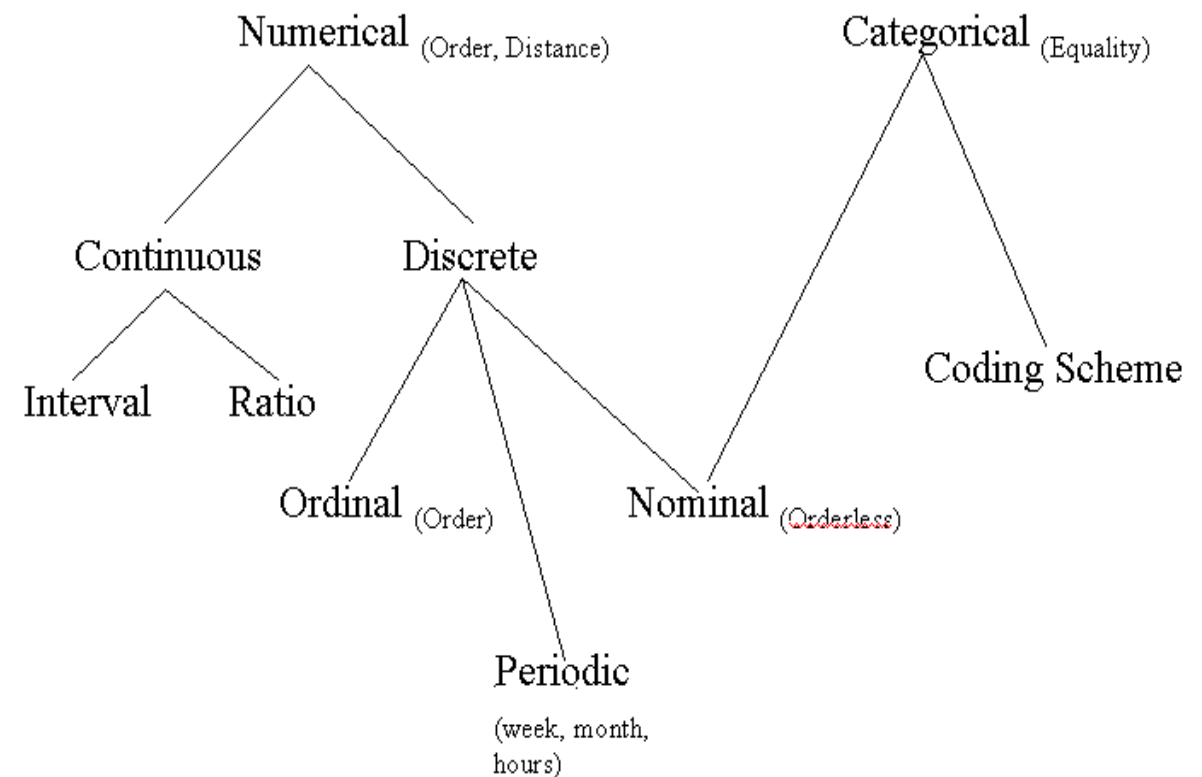 Numerical (Order, Distance)
Categorical (Equality)
Continuous
Discrete
Coding Scheme
Interval
Ratio
Ordinal (Order)
Nominal (Orderless)
Periodic
(week, month,
hours)